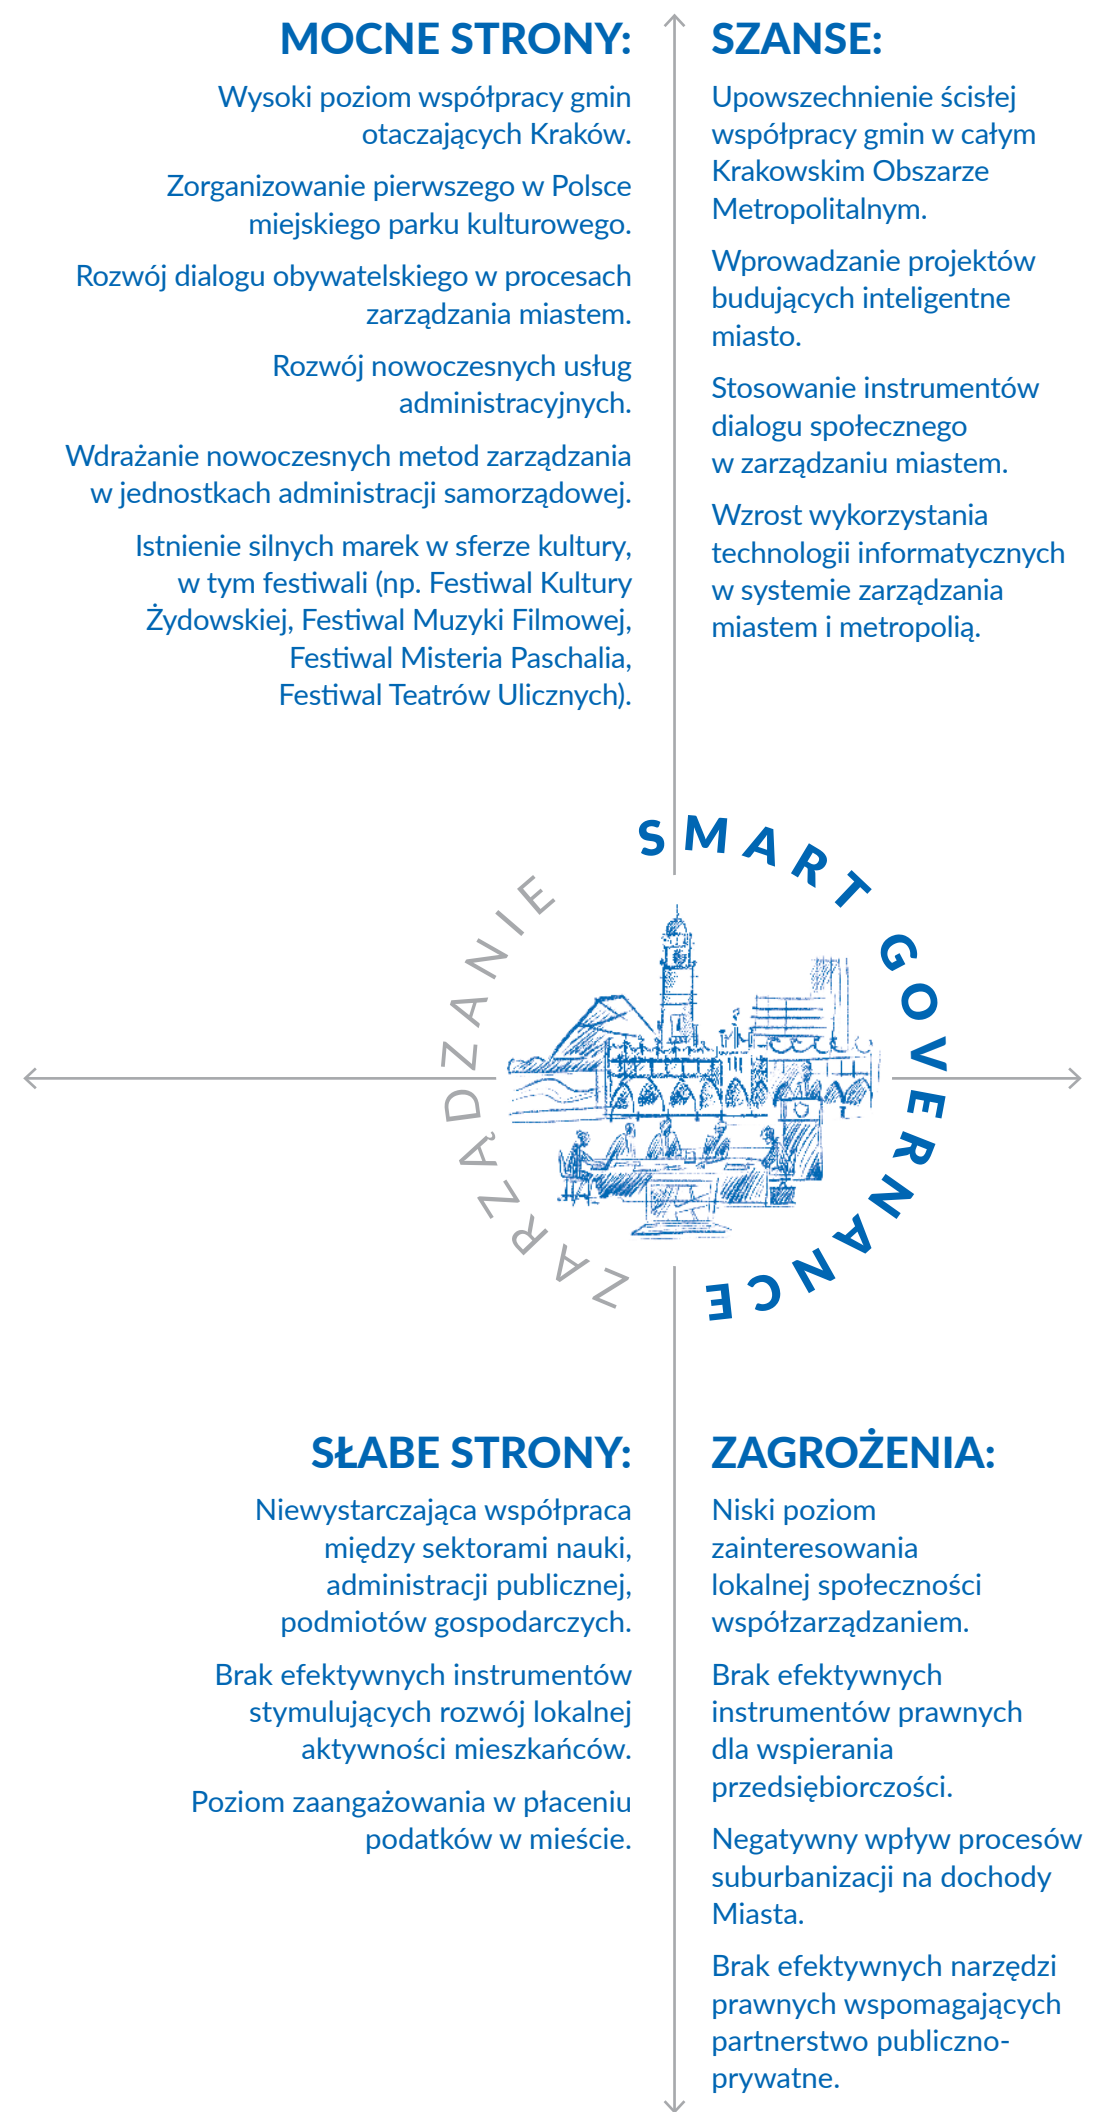 MOCNE STRONY:
Wysoki poziom współpracy gmin
otaczających Kraków.
Zorganizowanie pierwszego w Polsce
miejskiego parku kulturowego.
Rozwój dialogu obywatelskiego w procesach
zarządzania miastem.
Rozwój nowoczesnych usług
administracyjnych.
Wdrażanie nowoczesnych metod zarządzania
w jednostkach administracji samorządowej.
Istnienie silnych marek w sferze kultury,
w tym festiwali (np. Festiwal Kultury
Żydowskiej, Festiwal Muzyki Filmowej,
Festiwal Misteria Paschalia,
Festiwal Teatrów Ulicznych).
SZANSE:
Upowszechnienie ścisłej
współpracy gmin w całym
Krakowskim Obszarze
Metropolitalnym.
Wprowadzanie projektów
budujących inteligentne
miasto.
Stosowanie instrumentów
dialogu społecznego
w zarządzaniu miastem.
Wzrost wykorzystania
technologii informatycznych
w systemie zarządzania
miastem i metropolią.
ZARZĄDZANIE
SMART GOVERNANCE
SŁABE STRONY:
Niewystarczająca współpraca
między sektorami nauki,
administracji publicznej,
podmiotów gospodarczych.
Brak efektywnych instrumentów
stymulujących rozwój lokalnej
aktywności mieszkańców.
Poziom zaangażowania w płaceniu
podatków w mieście.
ZAGROŻENIA:
Niski poziom
zainteresowania
lokalnej społeczności
współzarządzaniem.
Brak efektywnych
instrumentów prawnych
dla wspierania
przedsiębiorczości.
Negatywny wpływ procesów
suburbanizacji na dochody
Miasta.
Brak efektywnych narzędzi
prawnych wspomagających
partnerstwo publiczno-
prywatne.